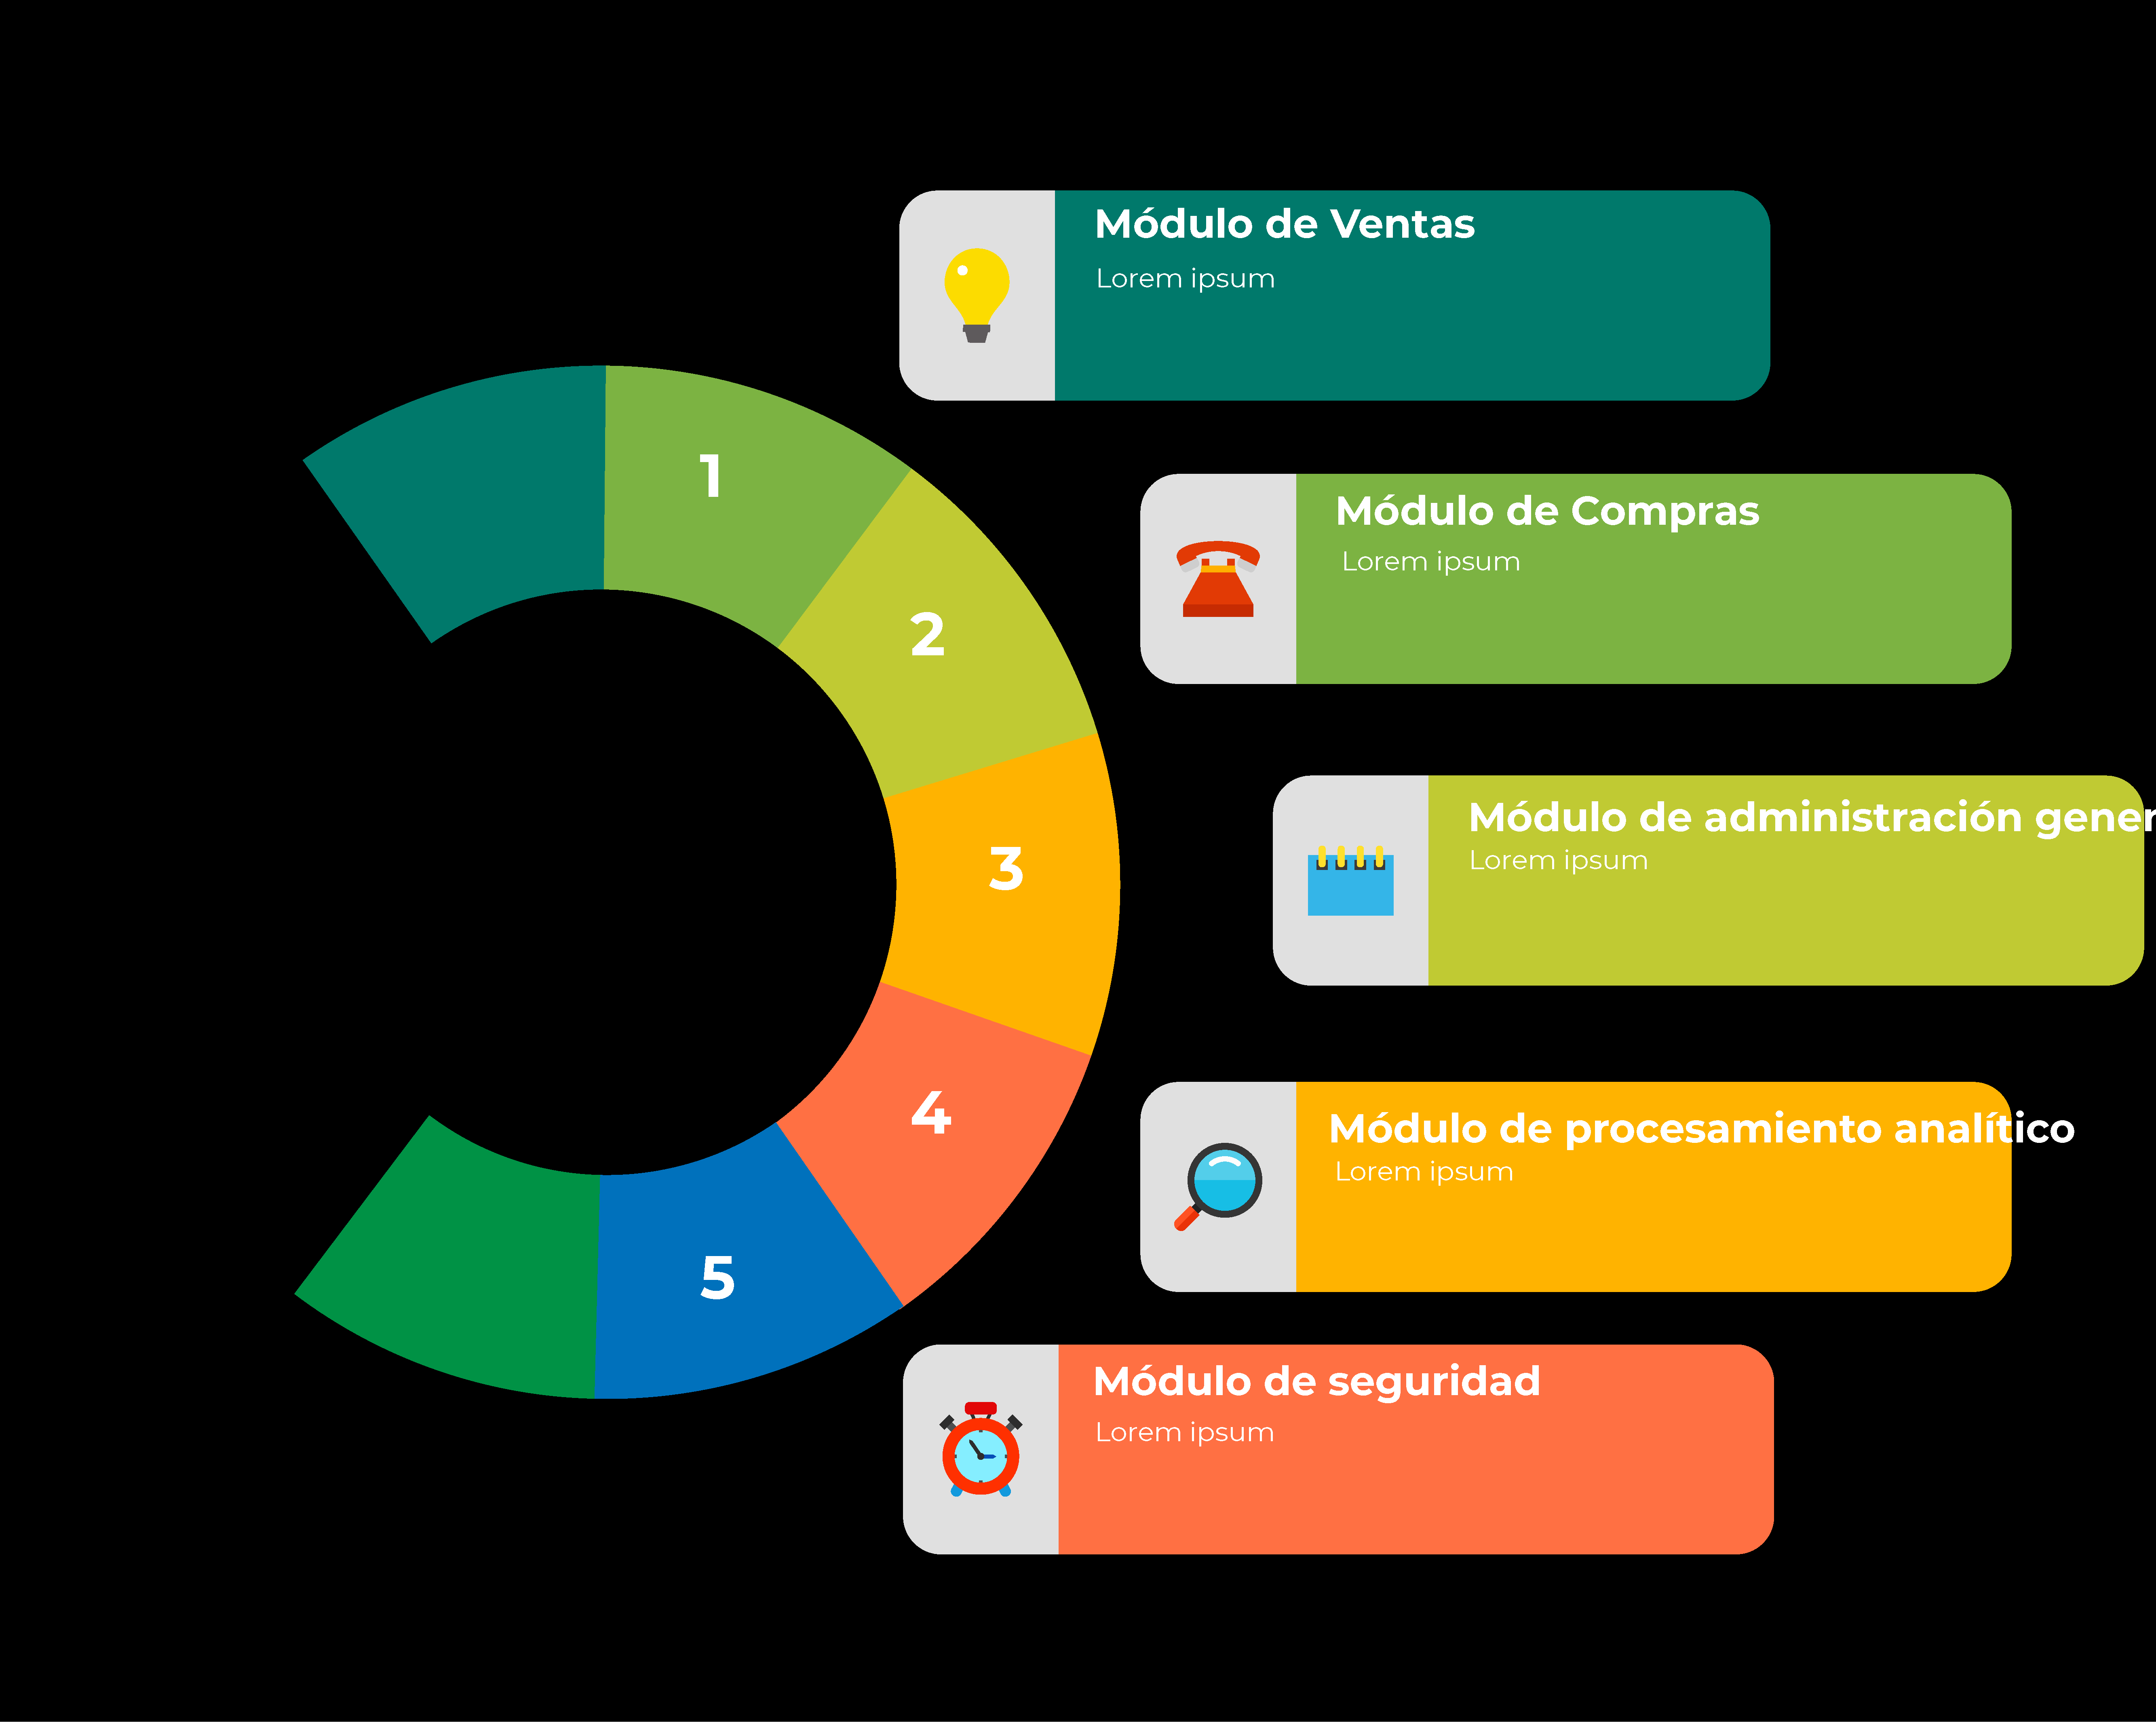 Módulo de Ventas
Lorem ipsum
1
Módulo de Compras
Lorem ipsum
2
Módulo de administración gener
Lorem ipsum
3
Módulo de procesamiento analítico
Lorem ipsum
4
Módulo de seguridad
Lorem ipsum
5